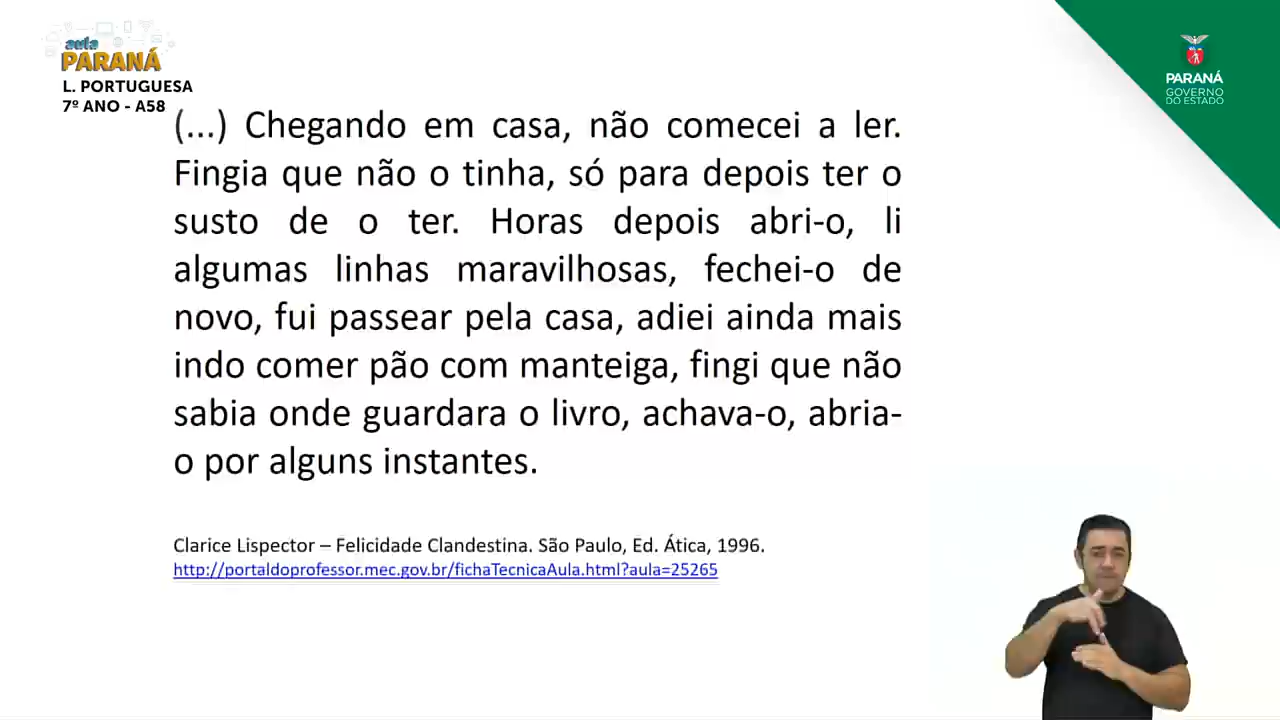 aula
PARANÁ
L. PORTUGUESA
7º ANO - A58
PARANÁ
GOVERNO
DO ESTADO
(...) Chegando em casa, não comecei a ler.
Fingia que não o tinha, só para depois ter o
susto de o ter. Horas depois abri-o, li
algumas linhas maravilhosas, fechei-o de
novo, fui passear pela casa, adiei ainda mais
indo comer pão com manteiga, fingi que não
sabia onde guardara o livro, achava-o, abria-
o por alguns instantes.
Clarice Lispector – Felicidade Clandestina. São Paulo, Ed. Ática, 1996.
http://portaldoprofessor.mec.gov.br/fichaTecnicaAula.html?aula=25265